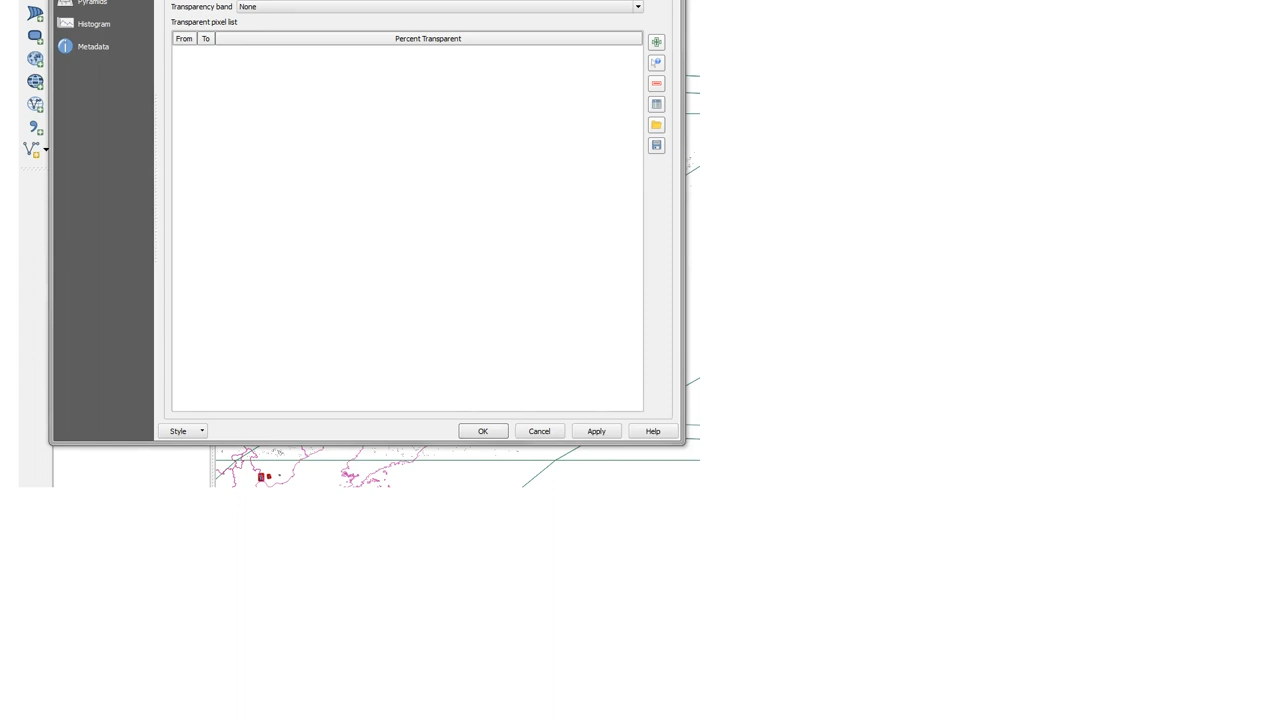 Pyramids
Transparency band None
Transparent pixel list
Histogram
From To Percent Transparent
Metadata
Style OK Cancel Apply Help